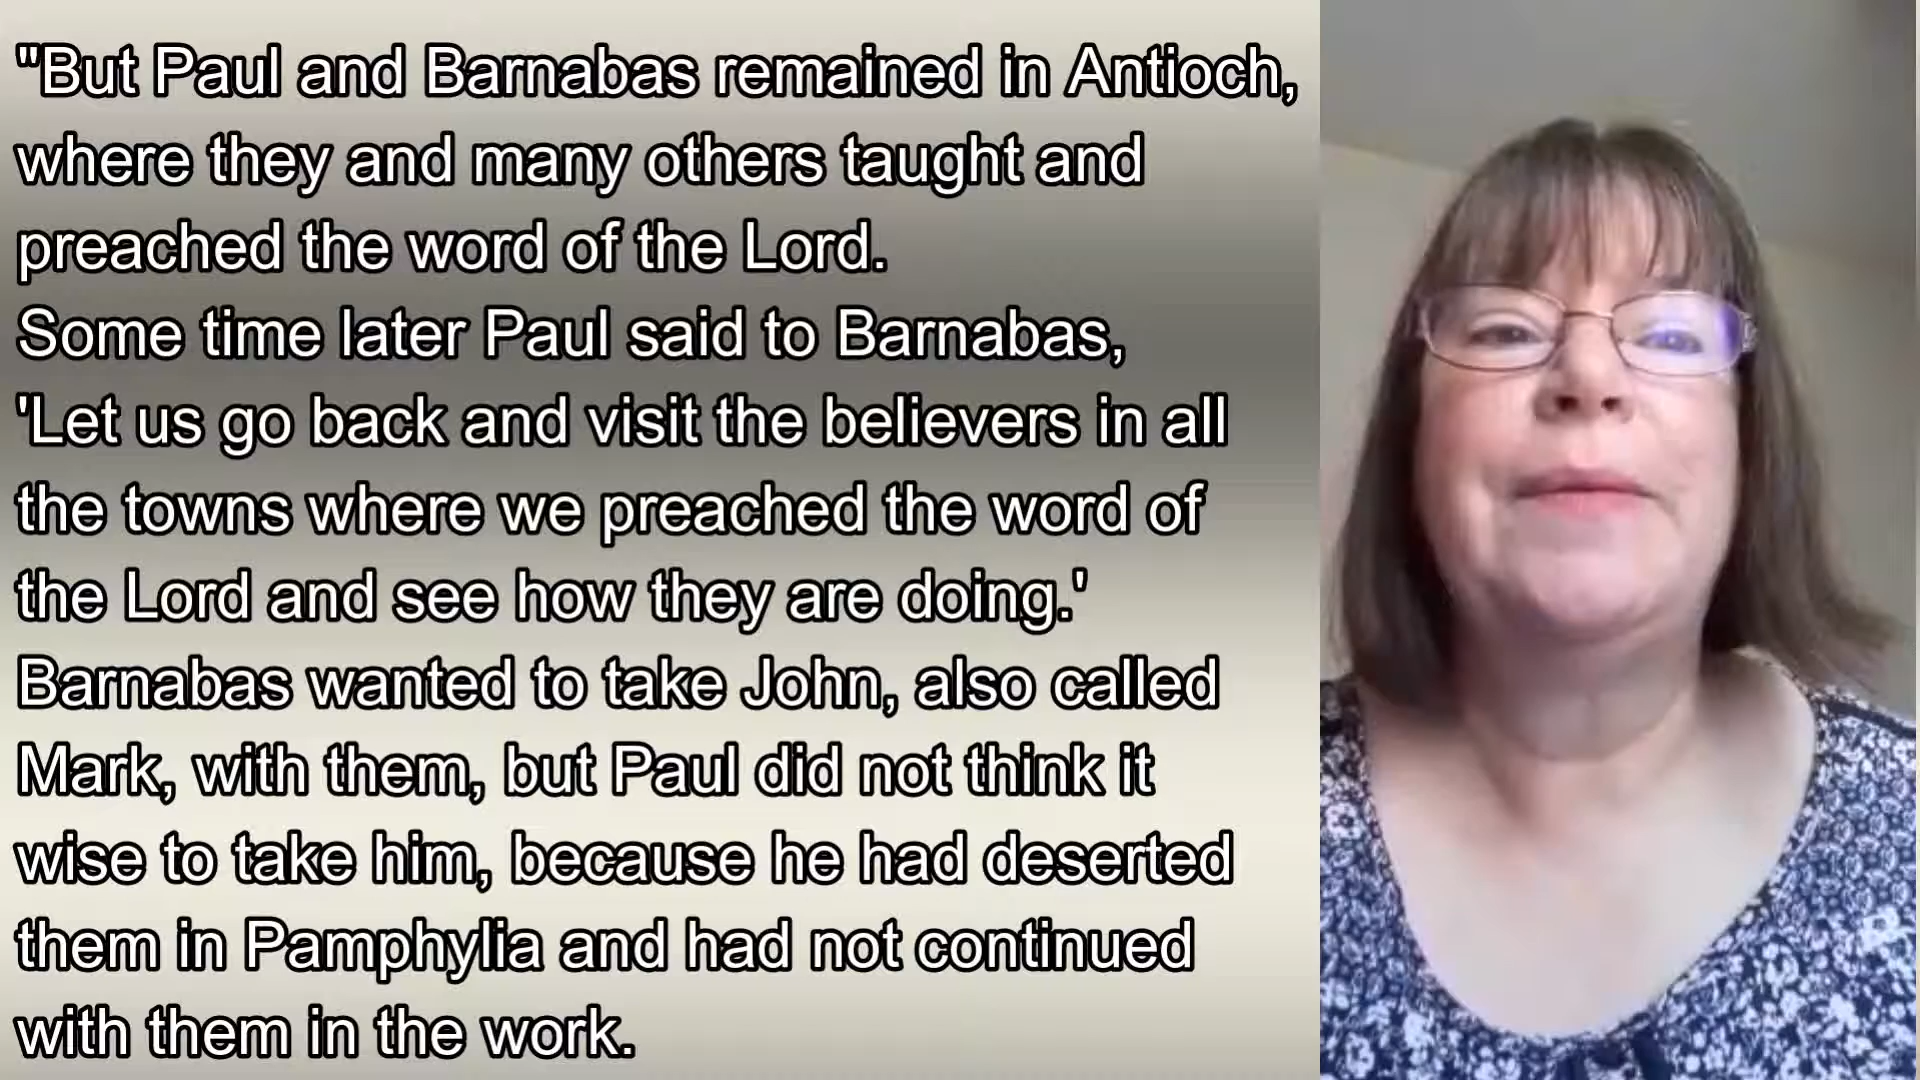 "But Paul and Barnabas remained in Antioch,
where they and many others taught and
preached the word of the Lord.
Some time later Paul said to Barnabas,
'Let us go back and visit the believers in all
the towns where we preached the word of
the Lord and see how they are doing.'
Barnabas wanted to take John, also called
Mark, with them, but Paul did not think it
wise to take him, because he had deserted
them in Pamphylia and had not continued
with them in the work.